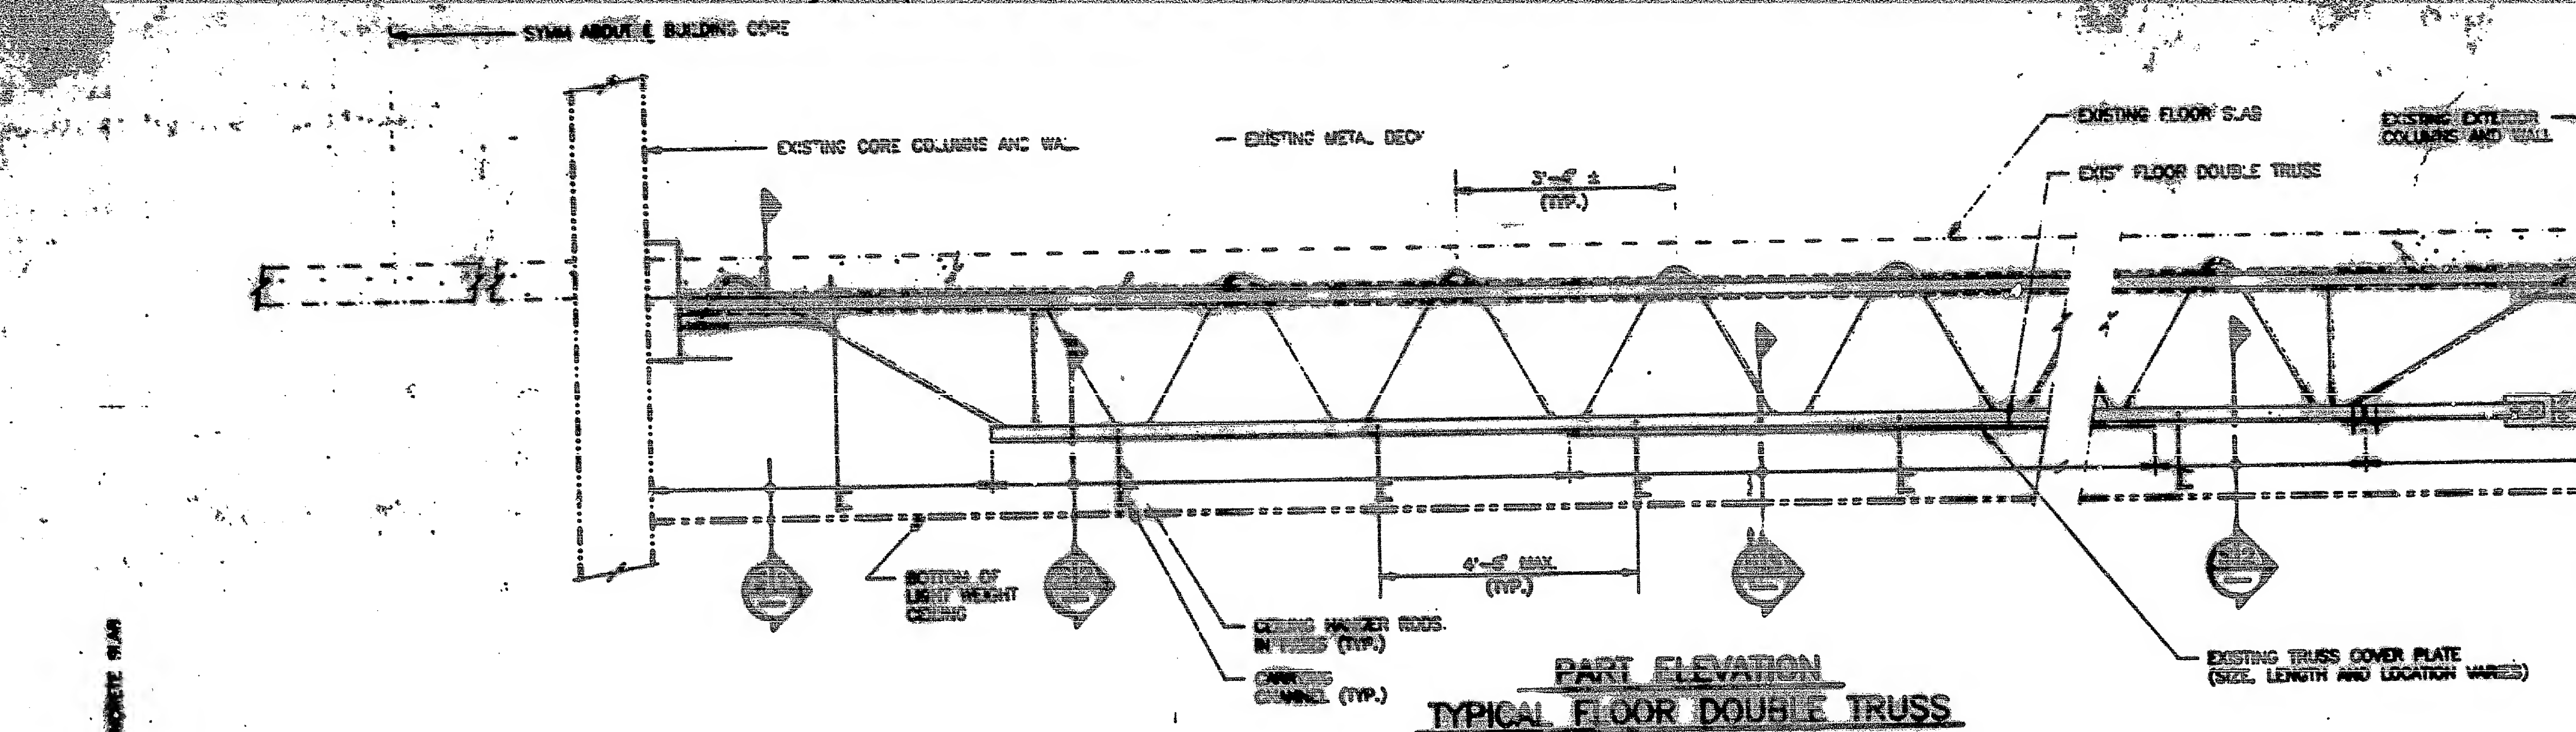 SYMM ABOUT ℄ BUILDING CORE
EXISTING CORE COLUMNS AND WALL
EXISTING METAL DECK
3'-4" ±
(TYP.)
EXISTING FLOOR SLAB
EXISTING EXTERIOR
COLUMNS AND WALL
EXIST FLOOR DOUBLE TRUSS
BOTTOM OF
LIGHT WEIGHT
CEILING
4'-6" MAX.
(TYP.)
CEILING HANGER RODS.
IN (TYP.)
CARRYING
CHANNEL (TYP.)
EXISTING TRUSS COVER PLATE
(SIZE, LENGTH AND LOCATION VARIES)
PART ELEVATION
TYPICAL FLOOR DOUBLE TRUSS
SLAB